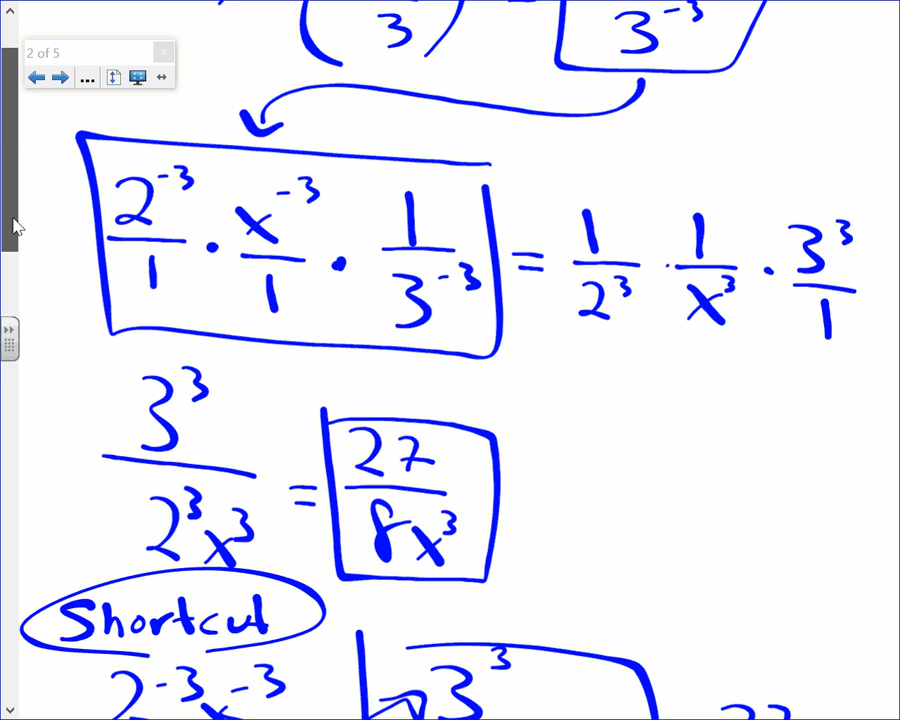 ( 3 ) 3^-3
2 of 5
2^-3/1 · x^-3/1 · 1/3^-3 = 1/2^3 · 1/x^3 · 3^3/1
3^3/2^3x^3 = 27/8x^3
Shortcut
2^-3x^-3 3^3